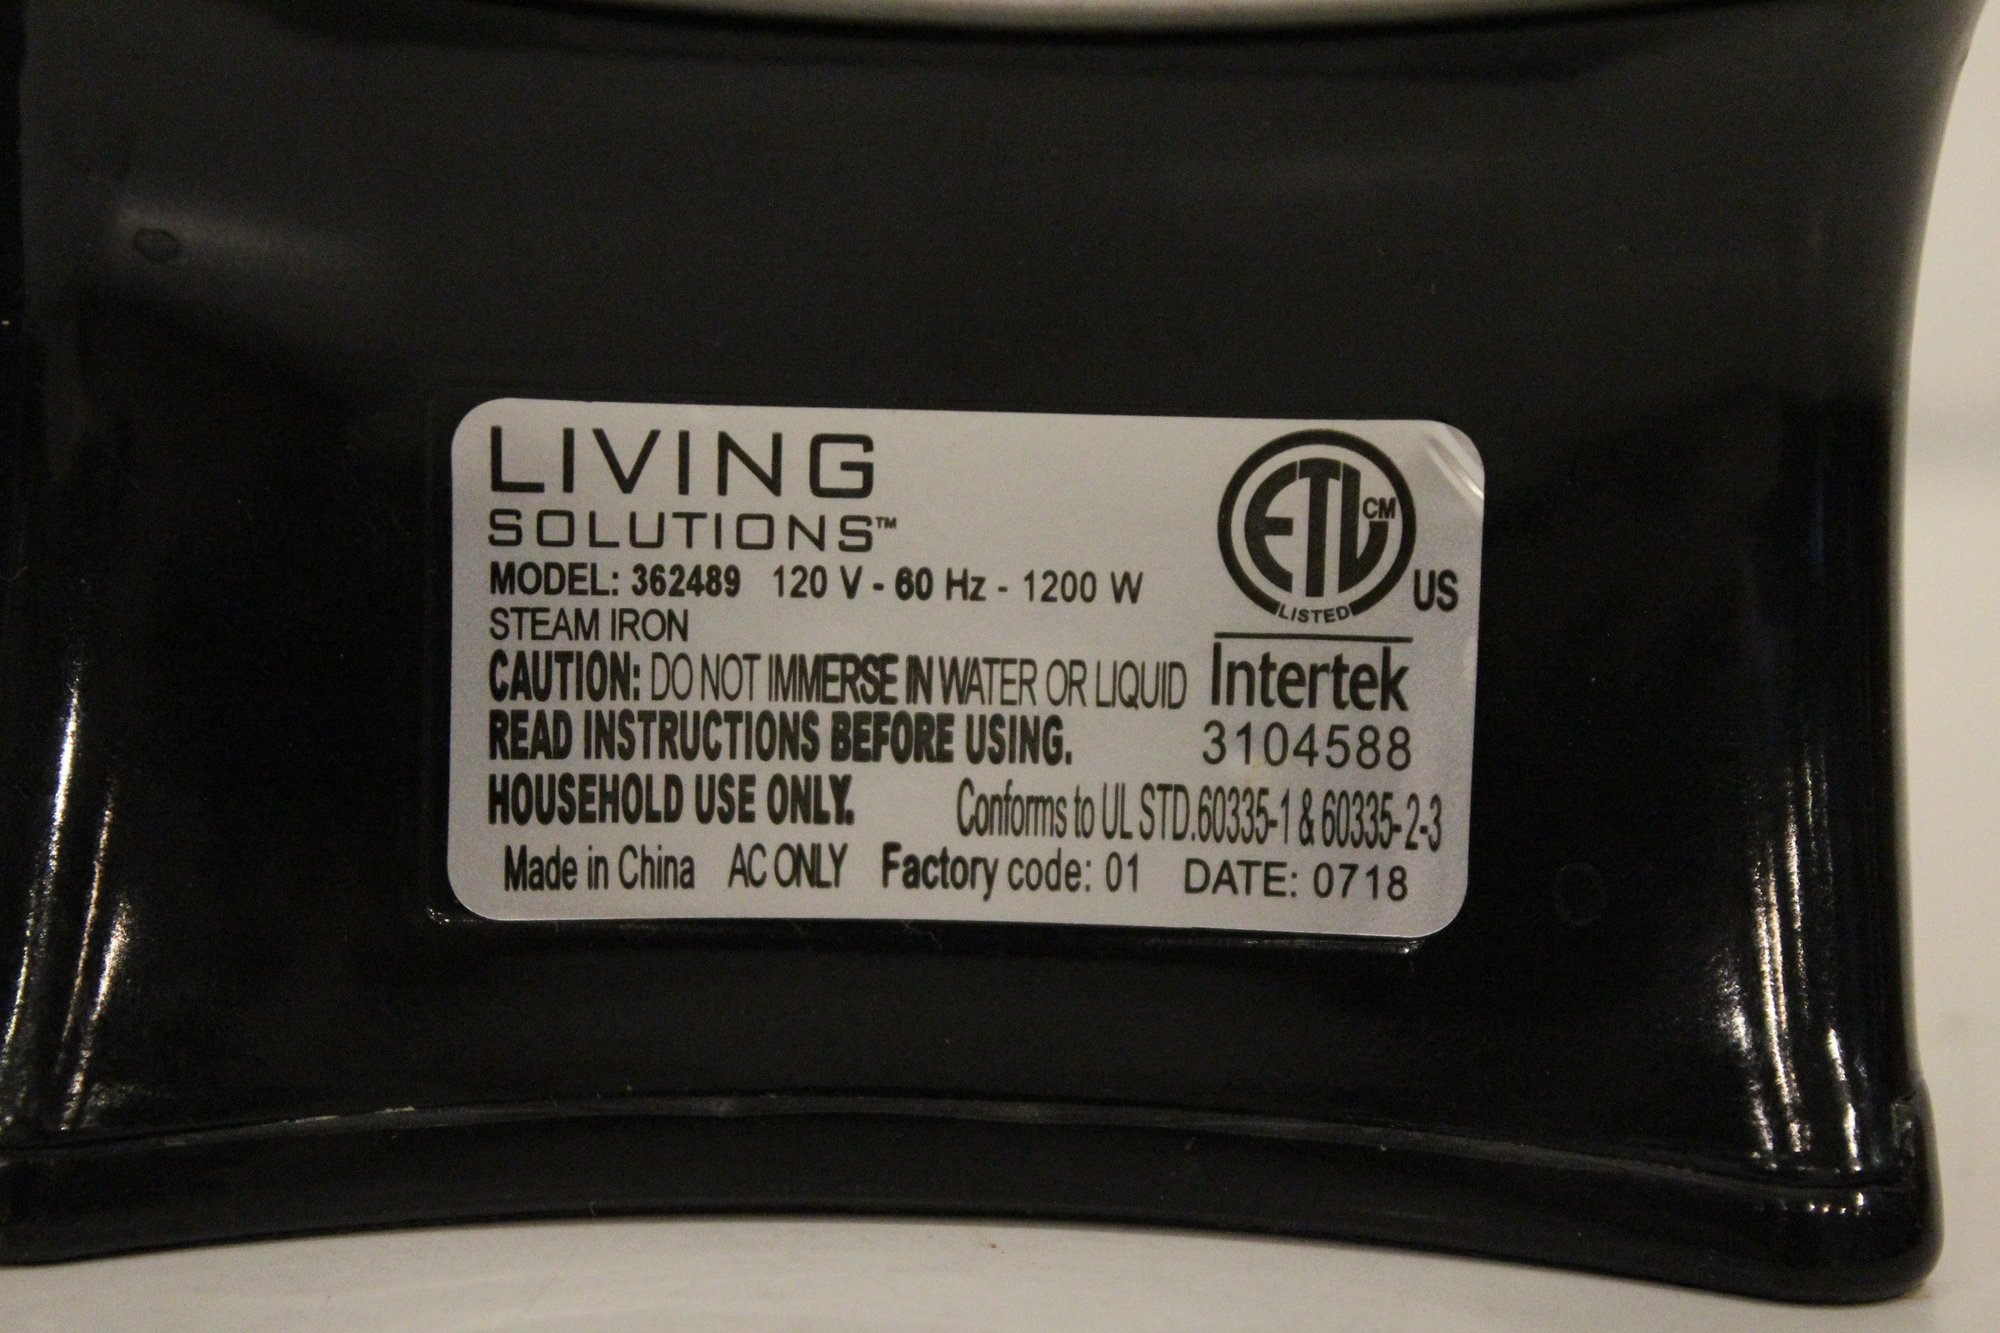 LIVING
SOLUTIONS™
MODEL: 362489 120 V - 60 Hz - 1200 W
STEAM IRON
CAUTION: DO NOT IMMERSE IN WATER OR LIQUID
READ INSTRUCTIONS BEFORE USING.
HOUSEHOLD USE ONLY.
ETL CM
LISTED
US
Intertek
3104588
Conforms to UL STD.60335-1 & 60335-2-3
Made in China AC ONLY Factory code: 01 DATE: 0718